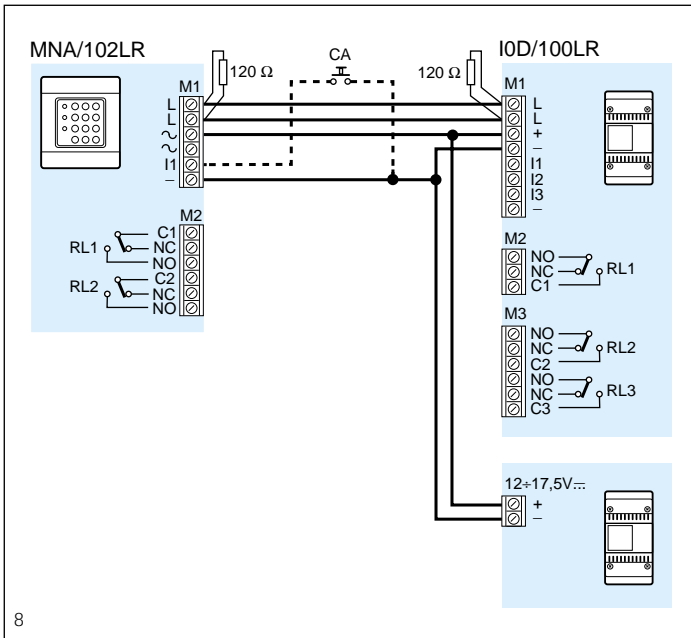 MNA/102LR
120 Ω
CA
120 Ω
I0D/100LR
M1
L
L
~
~
I1
–
M2
C1
NC
NO
C2
NC
NO
RL1
RL2
M1
L
L
+
–
I1
I2
I3
–
M2
NO
NC
C1
RL1
M3
NO
NC
C2
NO
NC
C3
RL2
RL3
12÷17,5V⎓
+
–
8